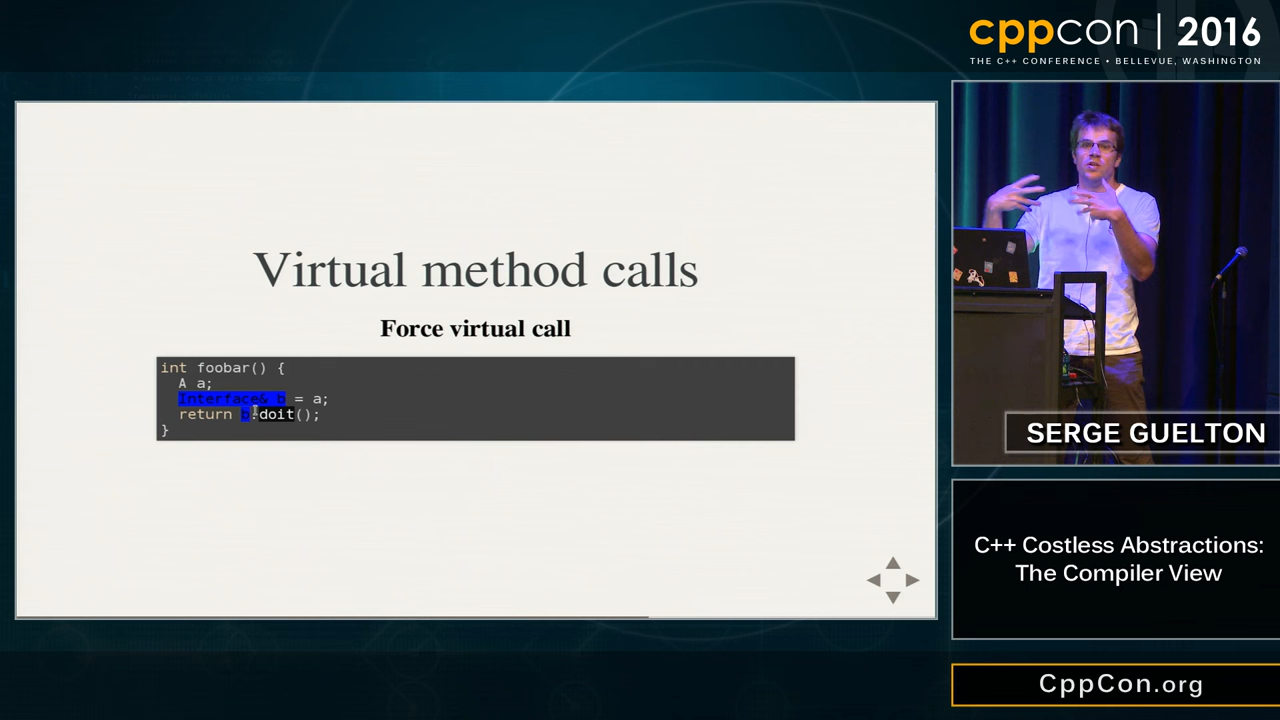 cppcon | 2016
THE C++ CONFERENCE • BELLEVUE, WASHINGTON
Virtual method calls
Force virtual call
int foobar() {
  A a;
  Interface& b = a;
  return b.doit();
}
SERGE GUELTON
C++ Costless Abstractions:
The Compiler View
CppCon.org